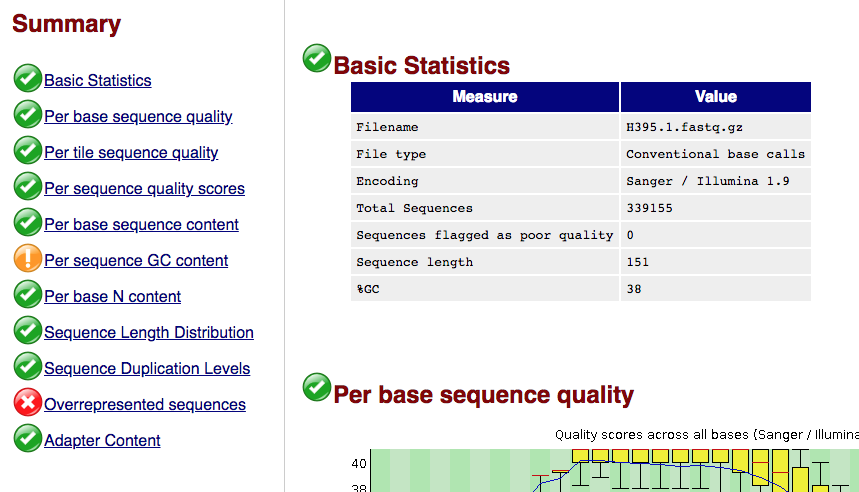 Summary
Basic Statistics
Per base sequence quality
Per tile sequence quality
Per sequence quality scores
Per base sequence content
Per sequence GC content
Per base N content
Sequence Length Distribution
Sequence Duplication Levels
Overrepresented sequences
Adapter Content
Basic Statistics
Measure Value
Filename H395.1.fastq.gz
File type Conventional base calls
Encoding Sanger / Illumina 1.9
Total Sequences 339155
Sequences flagged as poor quality 0
Sequence length 151
%GC 38
Per base sequence quality
Quality scores across all bases (Sanger / Illumina
40
38